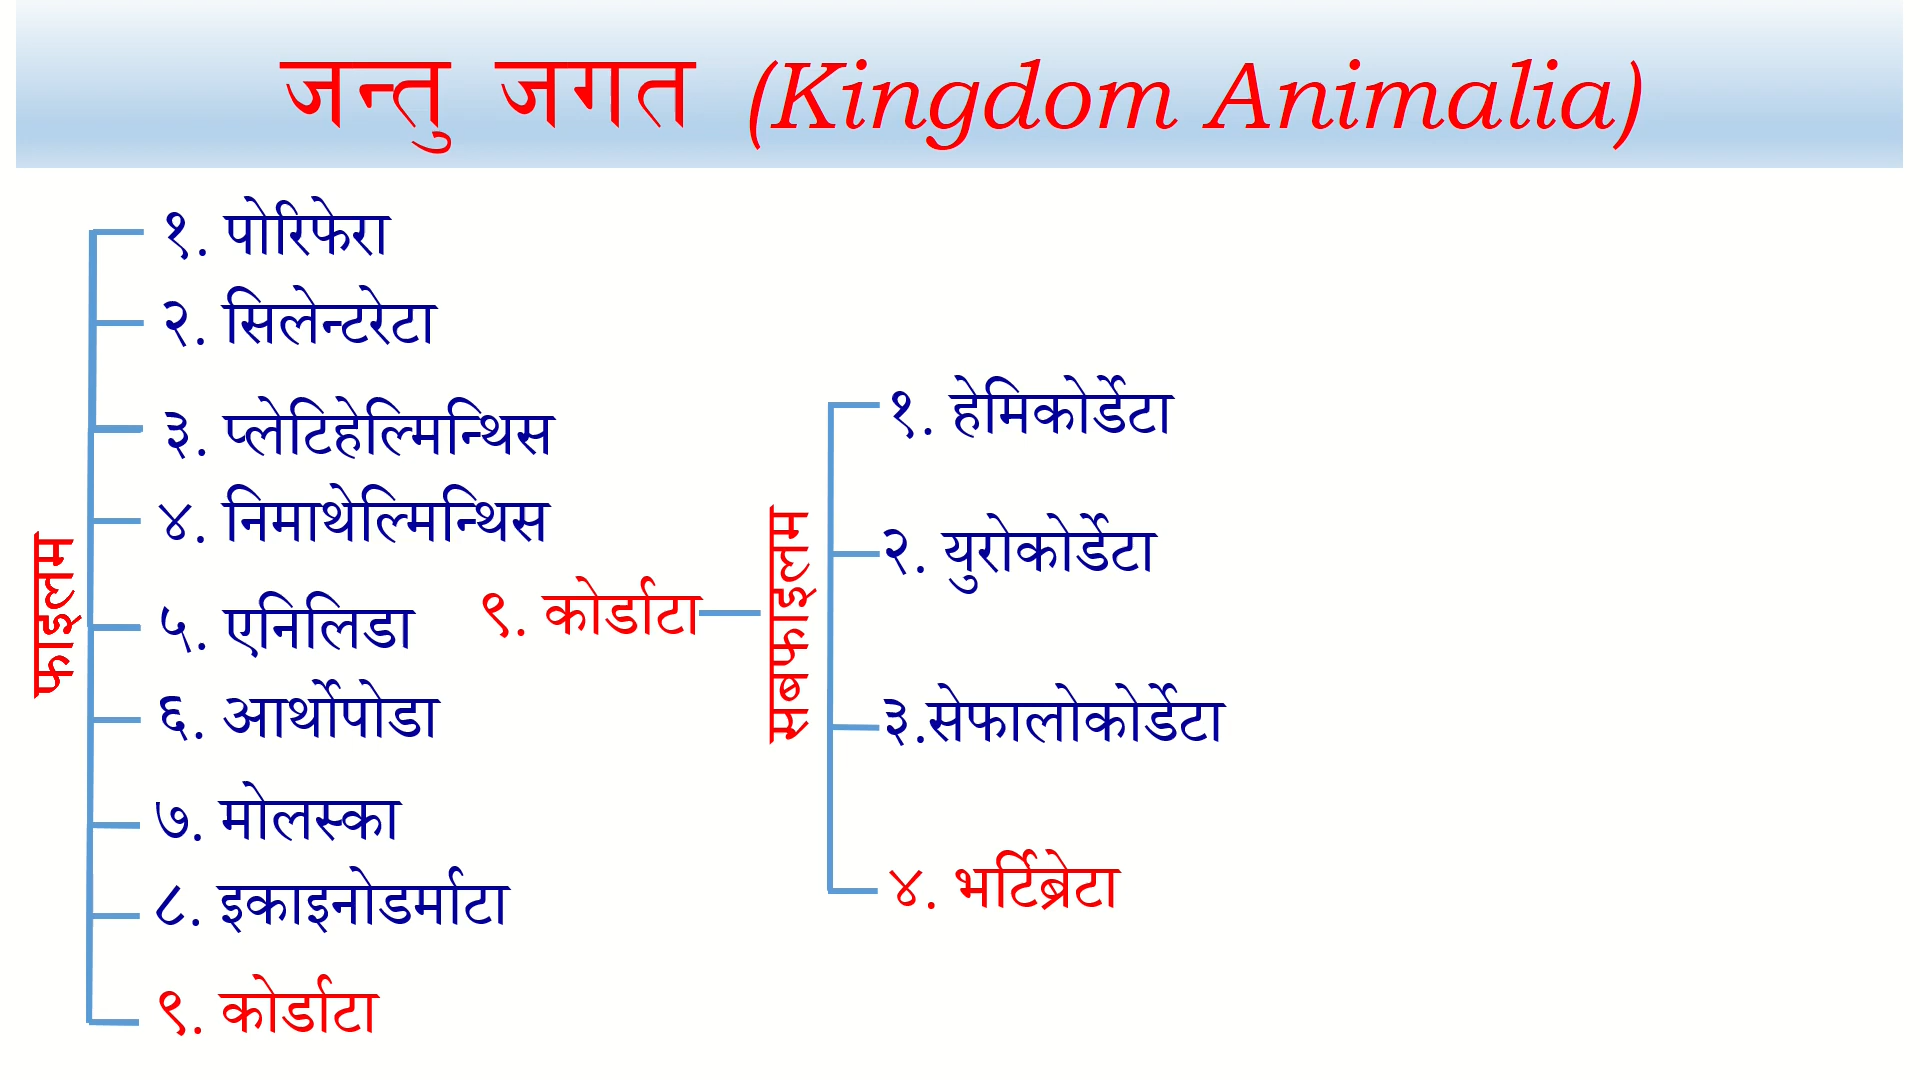 जन्तु जगत (Kingdom Animalia)
फाइलम
१. पोरिफेरा
२. सिलेन्टरेटा
३. प्लेटिहेल्मिन्थिस
४. निमाथेल्मिन्थिस
५. एनिलिडा
६. आर्थोपोडा
७. मोलस्का
८. इकाइनोडर्माटा
९. कोर्डाटा
९. कोर्डाटा
सबफाइलम
१. हेमिकोर्डेटा
२. युरोकोर्डेटा
३.सेफालोकोर्डेटा
४. भर्टिब्रेटा